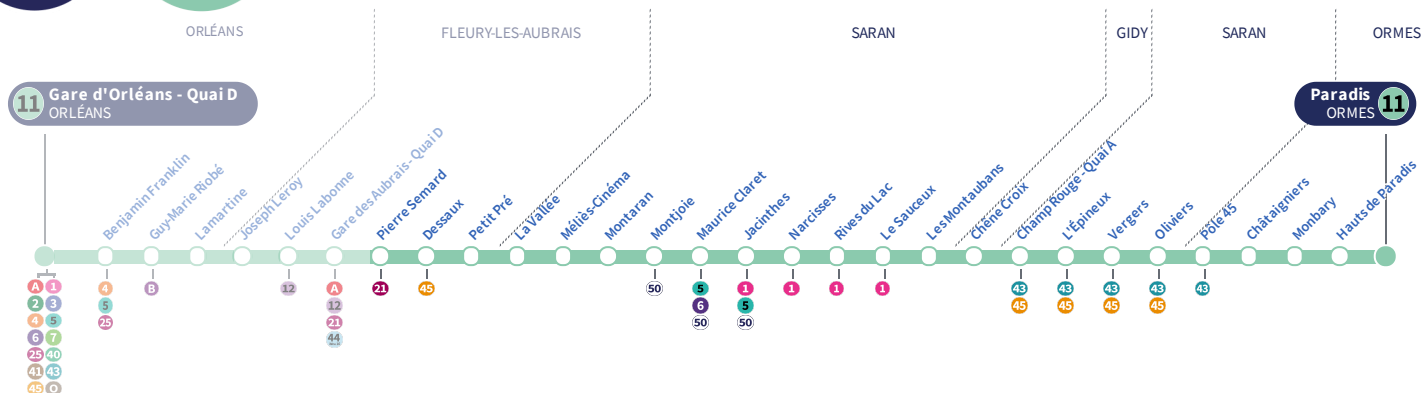 ORLÉANS
FLEURY-LES-AUBRAIS
SARAN
GIDY
SARAN
ORMES
11 Gare d'Orléans - Quai D
ORLÉANS
Paradis 11
ORMES
Benjamin Franklin
Guy-Marie Riobé
Lamartine
Joseph Leroy
Louis Labonne
Gare des Aubrais - Quai D
Pierre Semard
Dessaux
Petit Pré
La Vallée
Méliès-Cinéma
Montaran
Montjoie
Maurice Claret
Jacinthes
Narcisses
Rives du Lac
Le Sauceux
Les Montaubans
Chêne Croix
Champ Rouge - Quai A
L'Épineux
Vergers
Oliviers
Pôle 45
Châtaigniers
Monbary
Hauts de Paradis
A 1
2 3
4 5
6 7
25 40
41 43
45 O
4
5
25
B
12
A
12
21
44
21
45
50
5
6
50
1
5
50
1
1
1
43
45
43
45
43
45
43
45
43